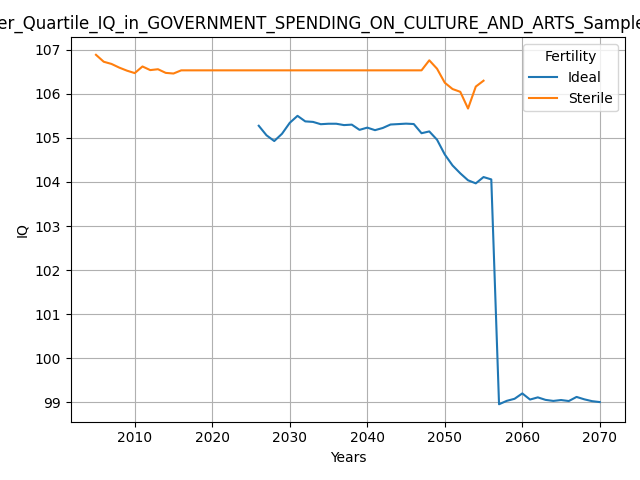 er_Quartile_IQ_in_GOVERNMENT_SPENDING_ON_CULTURE_AND_ARTS_Sample
107
106
105
104
103
102
101
100
99
IQ
Fertility
Ideal
Sterile
2010 2020 2030 2040 2050 2060 2070
Years